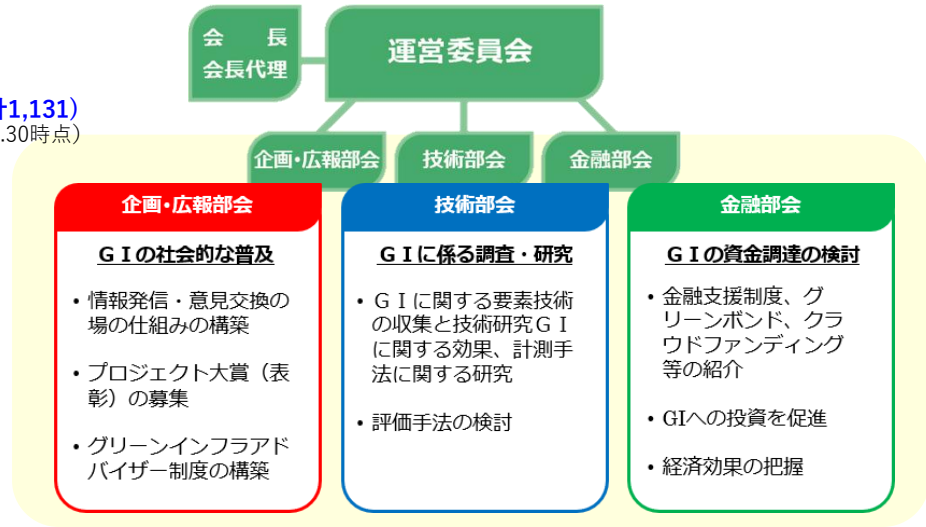 会　長
会長代理
運営委員会
計1,131）
.30時点）
企画・広報部会
技術部会
金融部会
企画・広報部会
ＧＩの社会的な普及
・情報発信・意見交換の
場の仕組みの構築
・プロジェクト大賞（表
彰）の募集
・グリーンインフラアド
バイザー制度の構築
技術部会
ＧＩに係る調査・研究
・ＧＩに関する要素技術
の収集と技術研究ＧＩ
に関する効果、計測手
法に関する研究
・評価手法の検討
金融部会
ＧＩの資金調達の検討
・金融支援制度、グ
リーンボンド、クラ
ウドファンディング
等の紹介
・GIへの投資を促進
・経済効果の把握